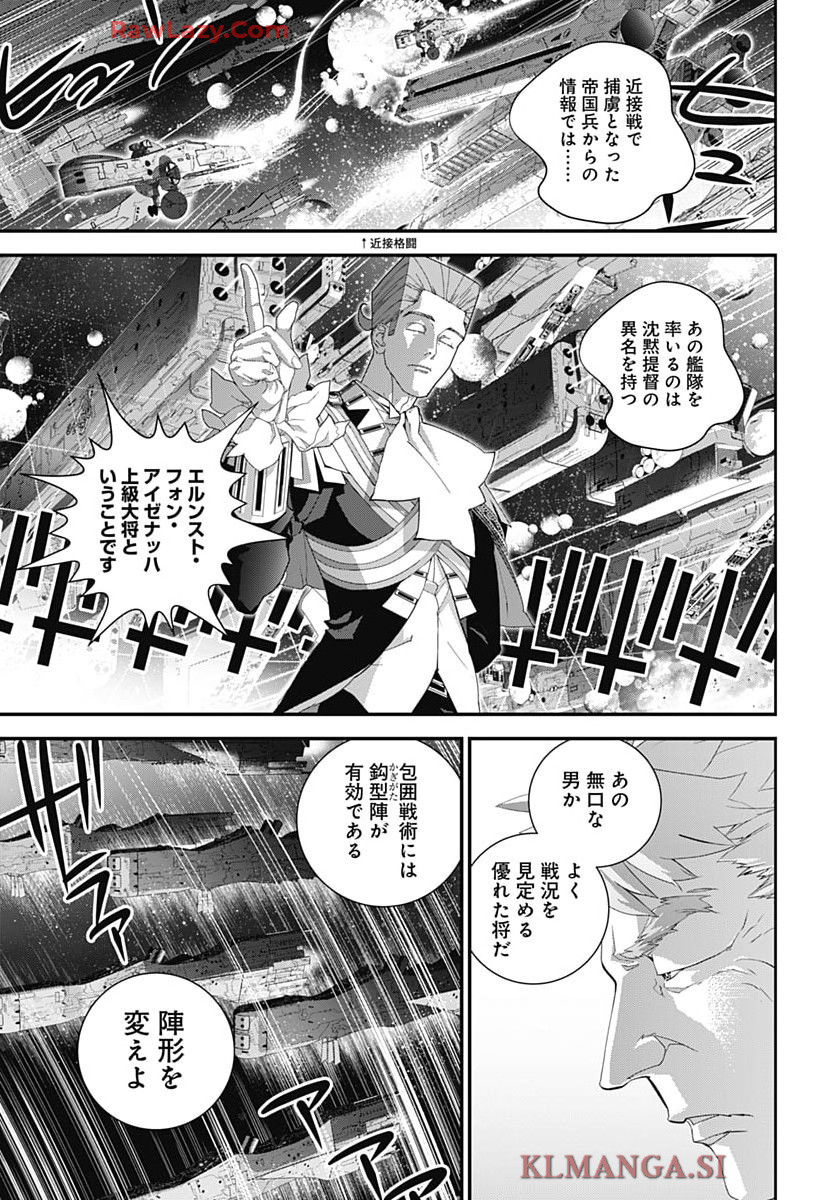 RawLazy.Com
近接戦で
捕虜となった
帝国兵からの
情報では……
↑近接格闘
あの艦隊を
率いるのは
沈黙提督の
異名を持つ
エルンスト・
フォン・
アイゼナッハ
上級大将と
いうことです
あの
無口な
男か
よく
戦況を
見定める
優れた将だ
包囲戦術には
鈎型陣が
かぎがた
有効である
陣形を
変えよ
KLMANGA.SI